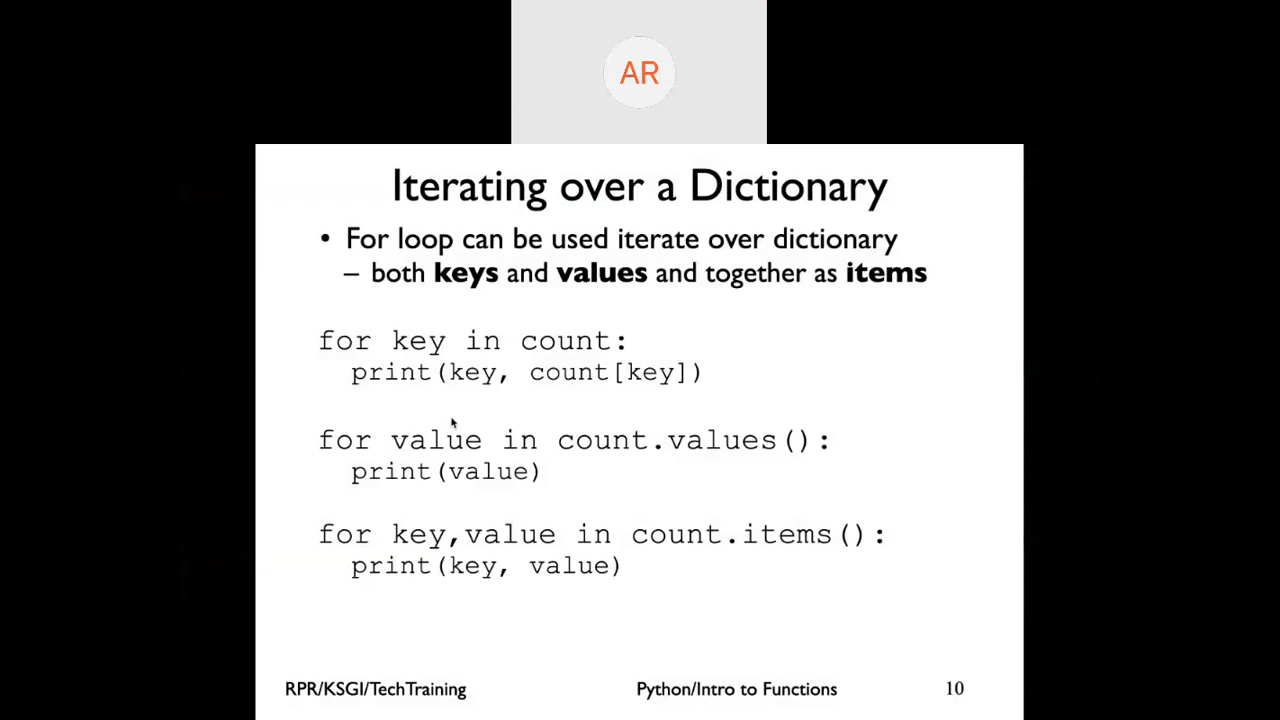 AR
Iterating over a Dictionary
• For loop can be used iterate over dictionary
– both keys and values and together as items
for key in count:
print(key, count[key])
for value in count.values():
print(value)
for key,value in count.items():
print(key, value)
RPR/KSGI/TechTraining
Python/Intro to Functions
10